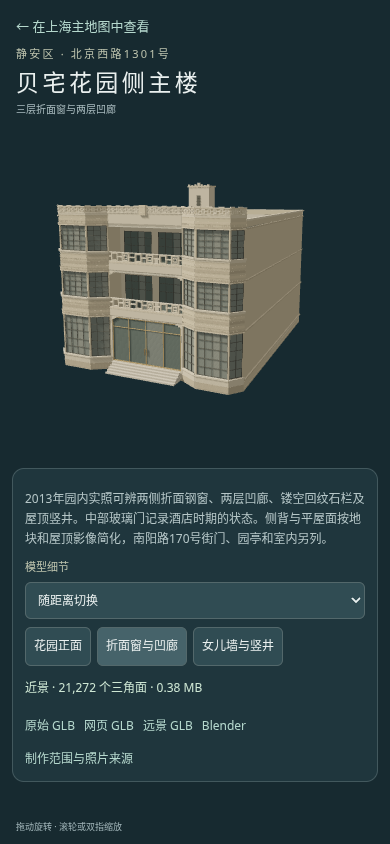 ← 在上海主地图中查看
静安区 · 北京西路1301号
贝宅花园侧主楼
三层折面窗与两层凹廊
2013年园内实照可辨两侧折面钢窗、两层凹廊、镂空回纹石栏及
屋顶竖井。中部玻璃门记录酒店时期的状态。侧背与平屋面按地
块和屋顶影像简化，南阳路170号街门、园亭和室内另列。
模型细节
随距离切换
花园正面 折面窗与凹廊 女儿墙与竖井
近景 · 21,272 个三角面 · 0.38 MB
原始 GLB 网页 GLB 远景 GLB Blender
制作范围与照片来源
拖动旋转 · 滚轮或双指缩放